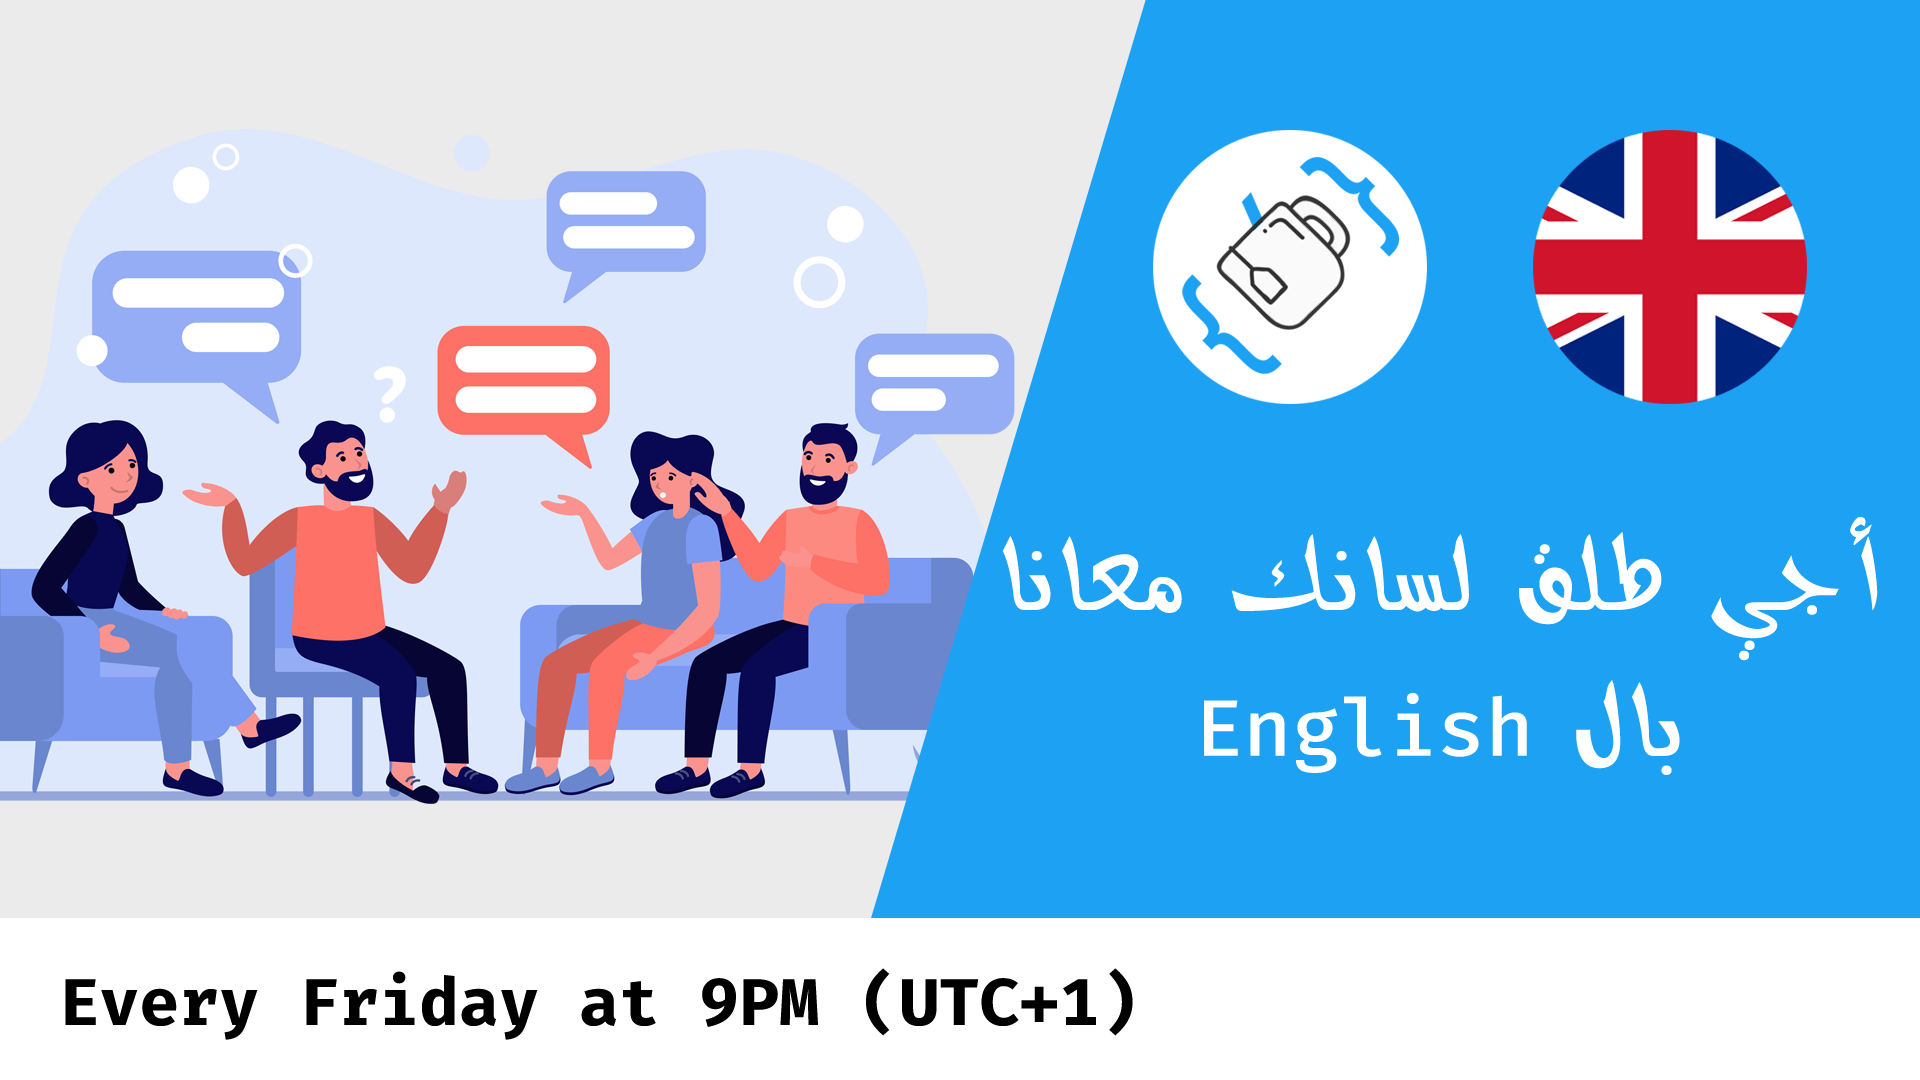 أجي طلق لسانك معانا
بال English
Every Friday at 9PM (UTC+1)